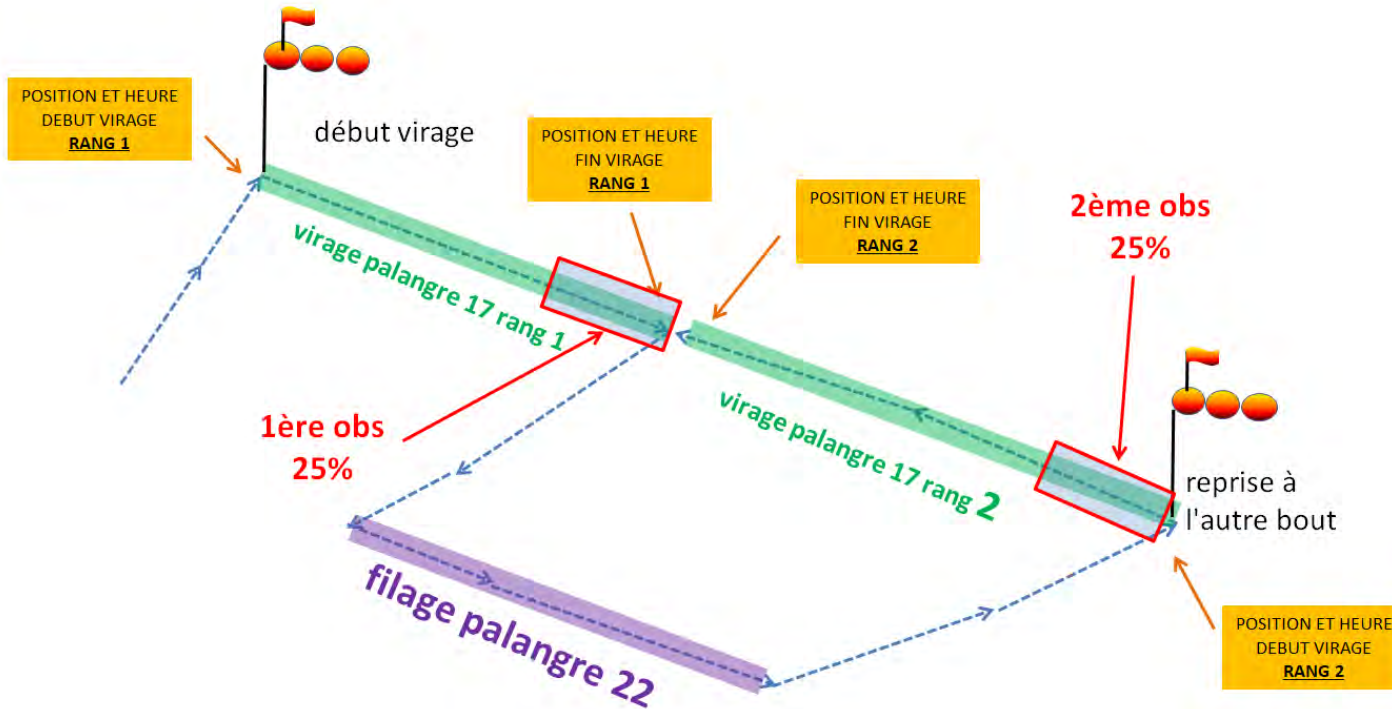 POSITION ET HEURE
DEBUT VIRAGE
RANG 1
début virage
POSITION ET HEURE
FIN VIRAGE
RANG 1
POSITION ET HEURE
FIN VIRAGE
RANG 2
2ème obs
25%
virage palangre 17 rang 1
1ère obs
25%
virage palangre 17 rang 2
reprise à
l'autre bout
filage palangre 22
POSITION ET HEURE
DEBUT VIRAGE
RANG 2